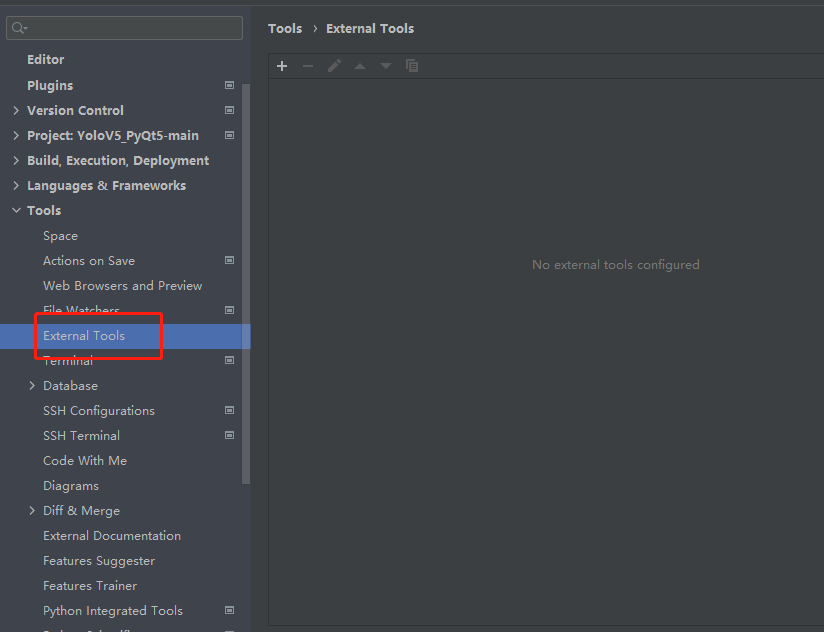 Tools › External Tools
Editor
Plugins
Version Control
Project: YoloV5_PyQt5-main
Build, Execution, Deployment
Languages & Frameworks
Tools
Space
Actions on Save
Web Browsers and Preview
File Watchers
External Tools
Terminal
Database
SSH Configurations
SSH Terminal
Code With Me
Diagrams
Diff & Merge
External Documentation
Features Suggester
Features Trainer
Python Integrated Tools
No external tools configured